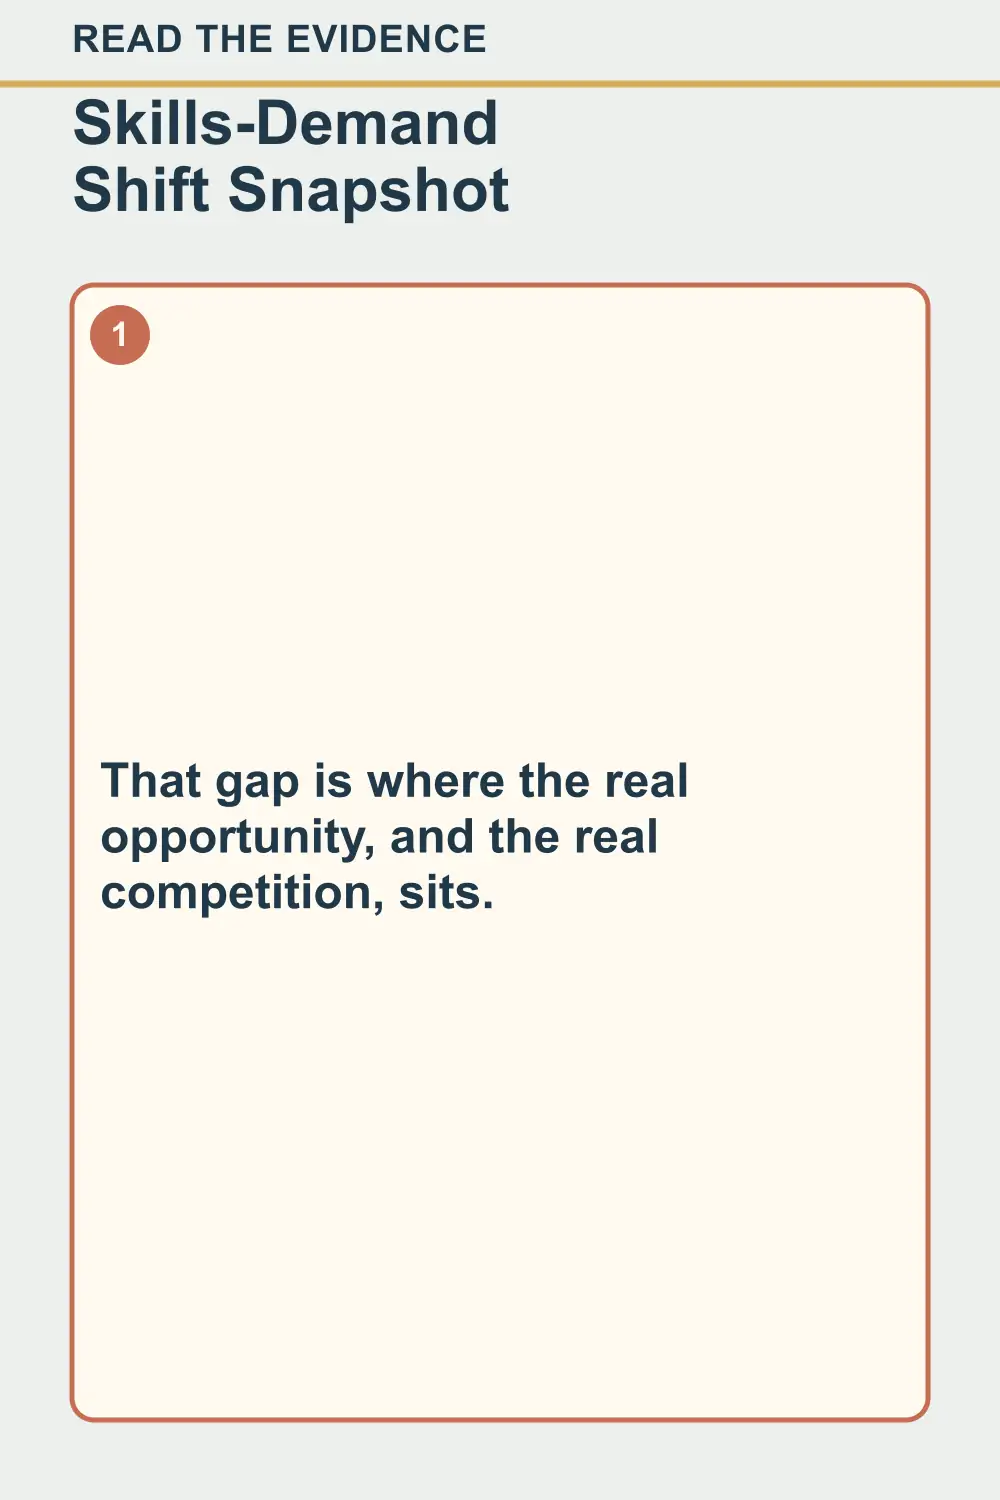 READ THE EVIDENCE
Skills-Demand
Shift Snapshot
1
That gap is where the real
opportunity, and the real
competition, sits.